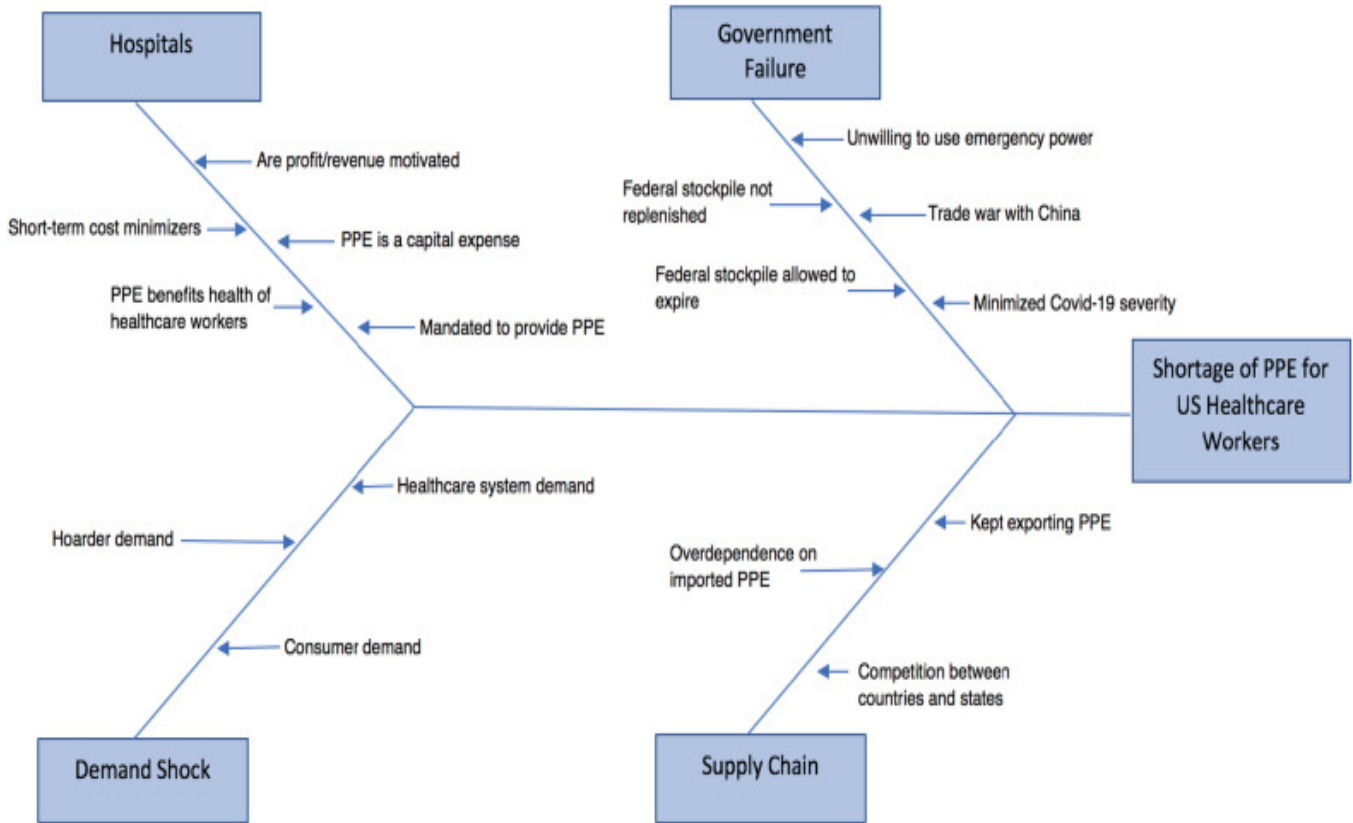 Hospitals
Are profit/revenue motivated
Short-term cost minimizers
PPE is a capital expense
PPE benefits health of
healthcare workers
Mandated to provide PPE
Government
Failure
Unwilling to use emergency power
Federal stockpile not
replenished
Trade war with China
Federal stockpile allowed to
expire
Minimized Covid-19 severity
Shortage of PPE for
US Healthcare
Workers
Healthcare system demand
Hoarder demand
Consumer demand
Demand Shock
Kept exporting PPE
Overdependence on
imported PPE
Competition between
countries and states
Supply Chain